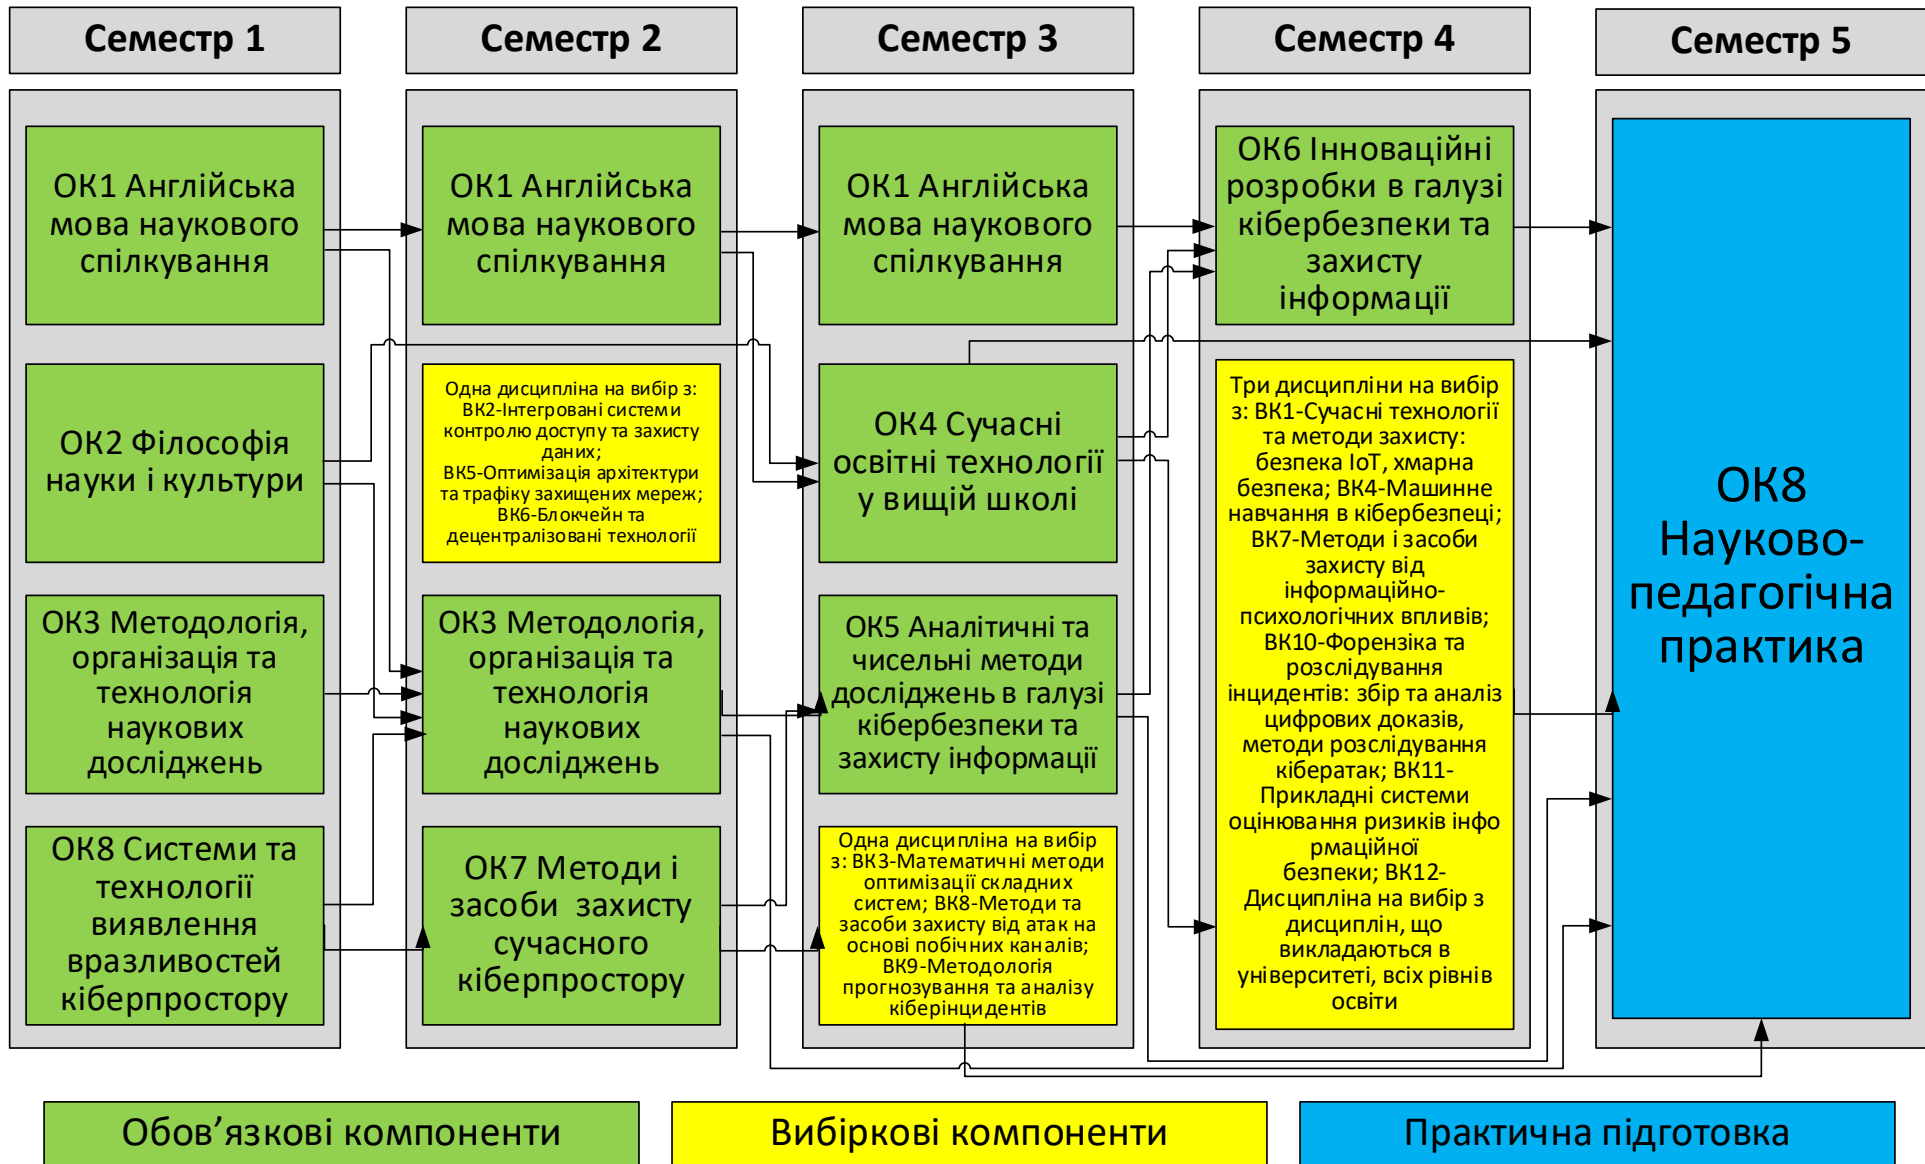 Семестр 1
Семестр 2
Семестр 3
Семестр 4
Семестр 5
ОК1 Англійська
мова наукового
спілкування
ОК2 Філософія
науки і культури
ОК3 Методологія,
організація та
технологія
наукових
досліджень
ОК8 Системи та
технології
виявлення
вразливостей
кіберпростору
ОК1 Англійська
мова наукового
спілкування
Одна дисципліна на вибір з:
ВК2-Інтегровані системи
контролю доступу та захисту
даних;
ВК5-Оптимізація архітектури
та трафіку захищених мереж;
ВК6-Блокчейн та
децентралізовані технології
ОК3 Методологія,
організація та
технологія
наукових
досліджень
ОК7 Методи і
засоби захисту
сучасного
кіберпростору
ОК1 Англійська
мова наукового
спілкування
ОК4 Сучасні
освітні технології
у вищій школі
ОК5 Аналітичні та
чисельні методи
досліджень в галузі
кібербезпеки та
захисту інформації
Одна дисципліна на вибір
з: ВК3-Математичні методи
оптимізації складних
систем; ВК8-Методи та
засоби захисту від атак на
основі побічних каналів;
ВК9-Методологія
прогнозування та аналізу
кіберінцидентів
ОК6 Інноваційні
розробки в галузі
кібербезпеки та
захисту
інформації
Три дисципліни на вибір
з: ВК1-Сучасні технології
та методи захисту:
безпека IoT, хмарна
безпека; ВК4-Машинне
навчання в кібербезпеці;
ВК7-Методи і засоби
захисту від
інформаційно-
психологічних впливів;
ВК10-Форензіка та
розслідування
інцидентів: збір та аналіз
цифрових доказів,
методи розслідування
кібератак; ВК11-
Прикладні системи
оцінювання ризиків інфо
рмаційної
безпеки; ВК12-
Дисципліна на вибір з
дисциплін, що
викладаються в
університеті, всіх рівнів
освіти
ОК8
Науково-
педагогічна
практика
Обов’язкові компоненти
Вибіркові компоненти
Практична підготовка